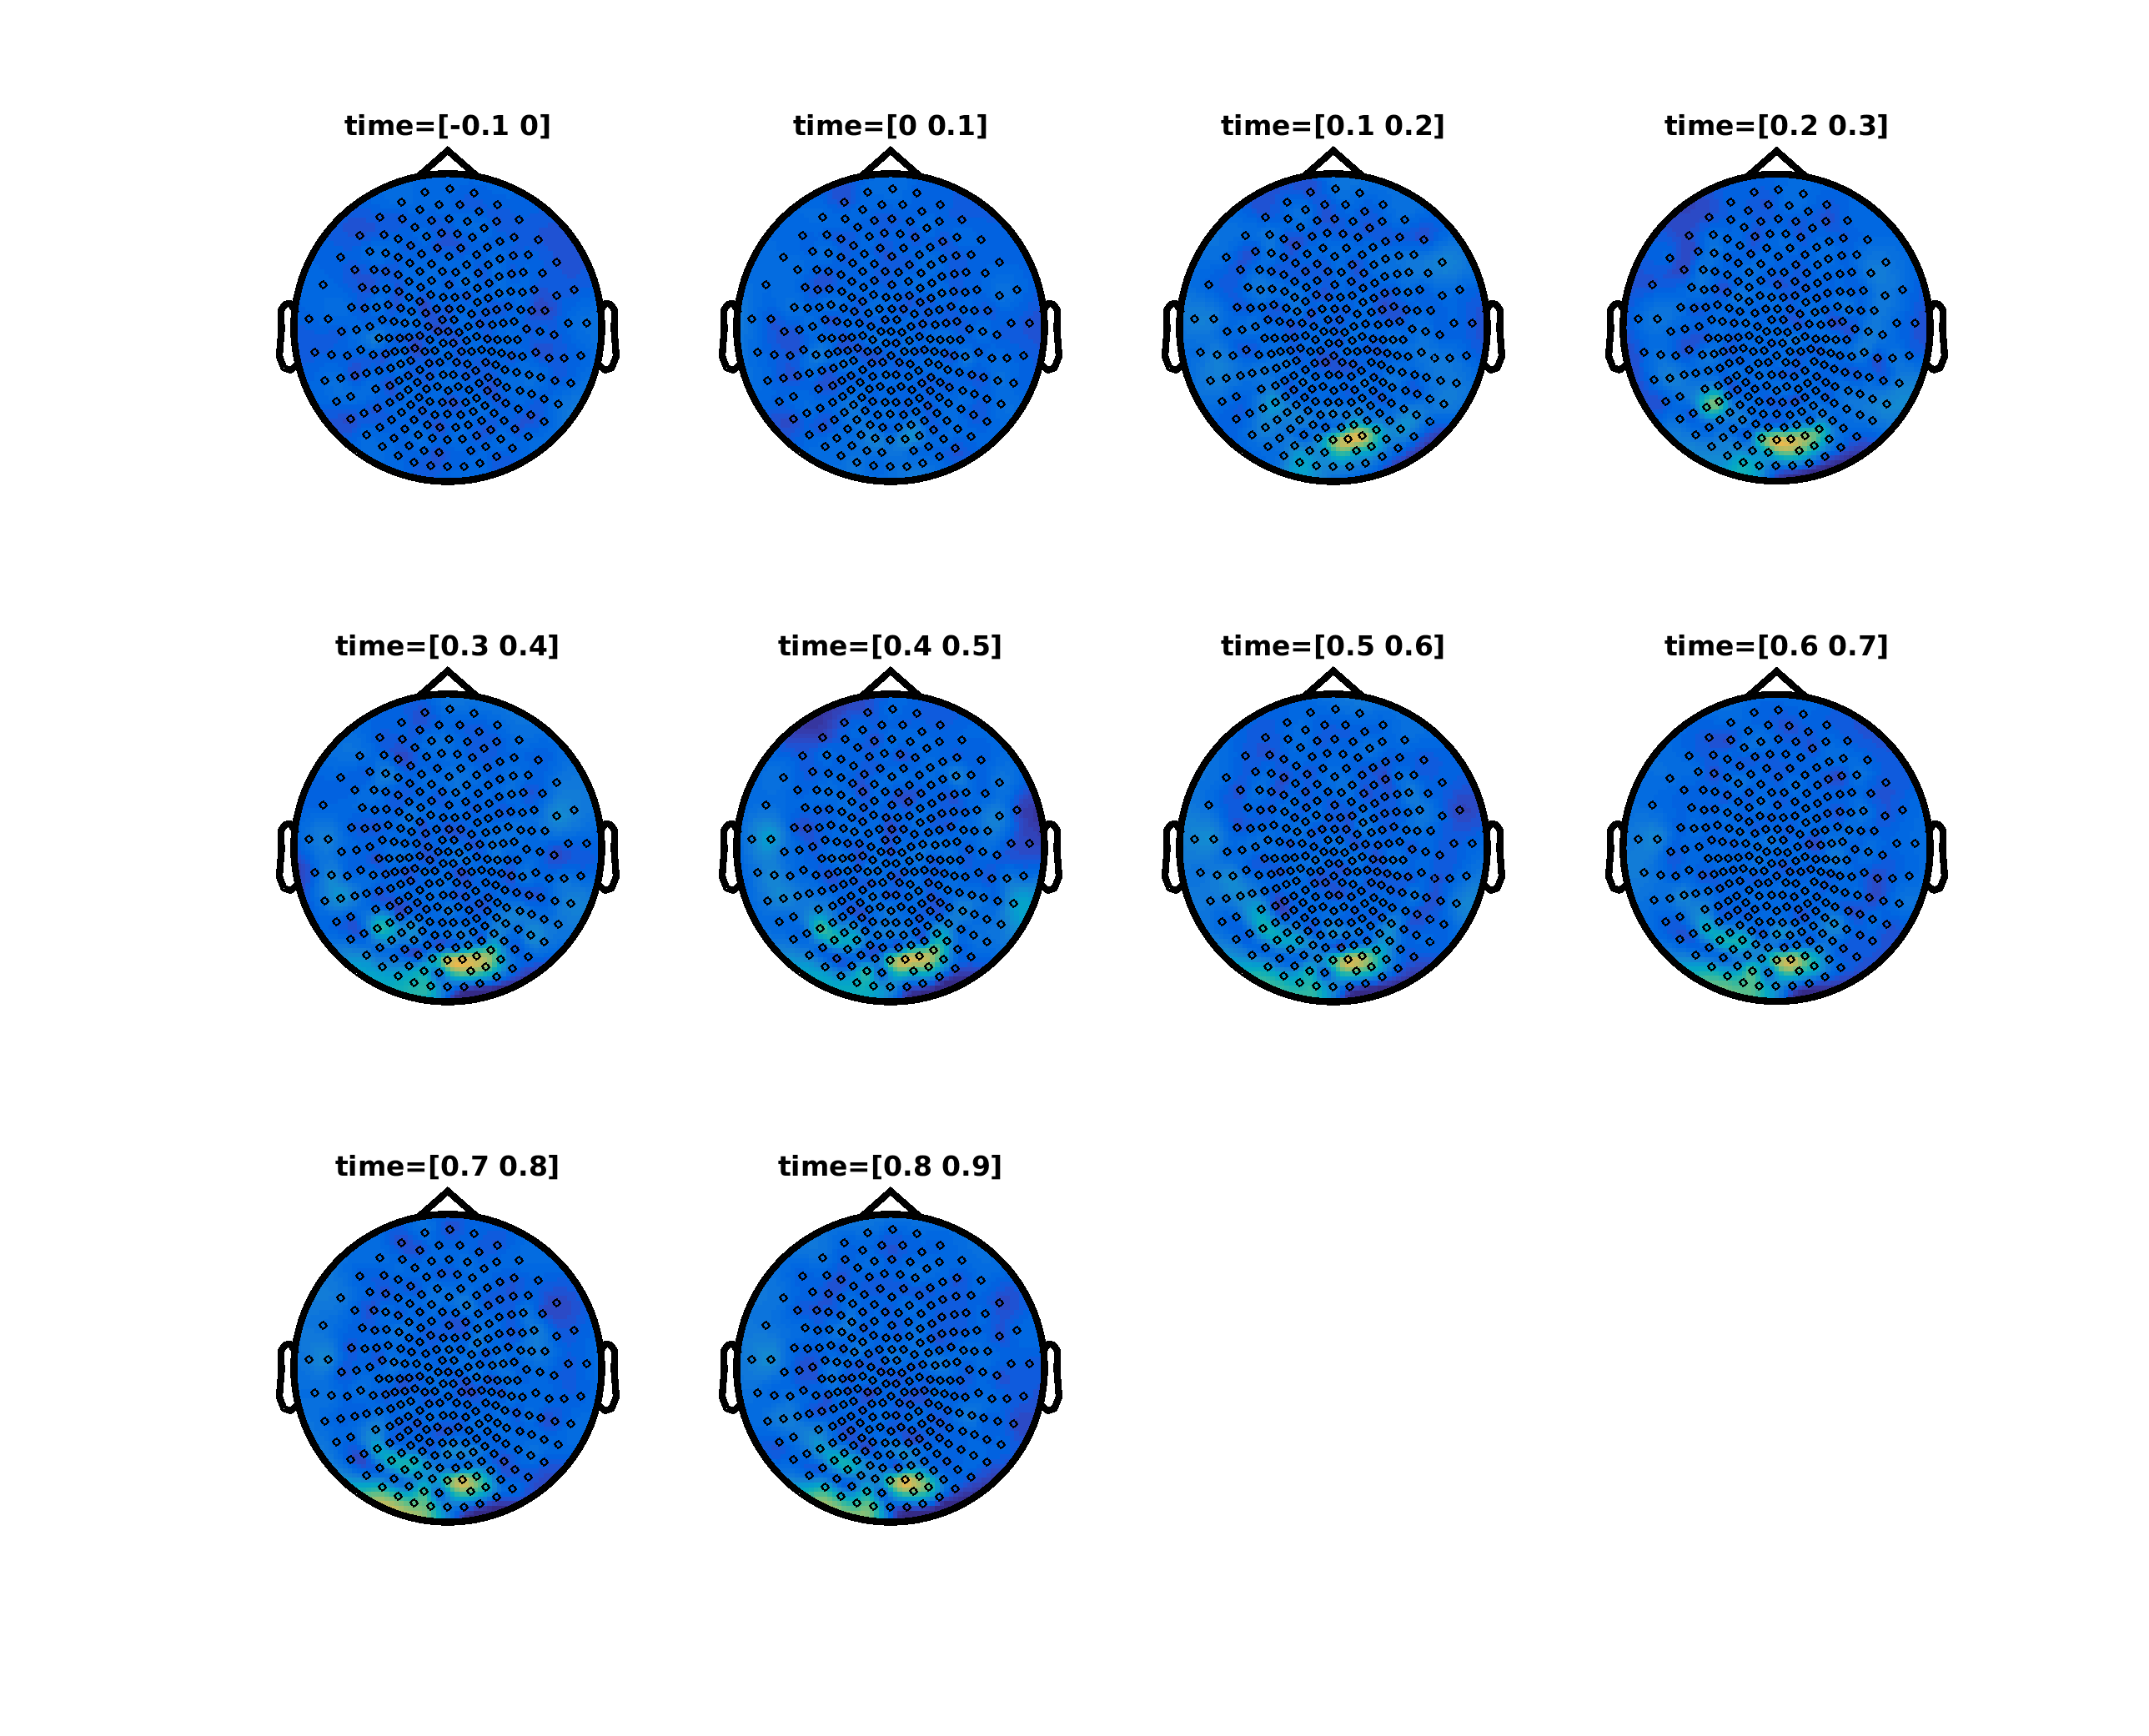 time=[-0.1 0]
time=[0 0.1]
time=[0.1 0.2]
time=[0.2 0.3]
time=[0.3 0.4]
time=[0.4 0.5]
time=[0.5 0.6]
time=[0.6 0.7]
time=[0.7 0.8]
time=[0.8 0.9]